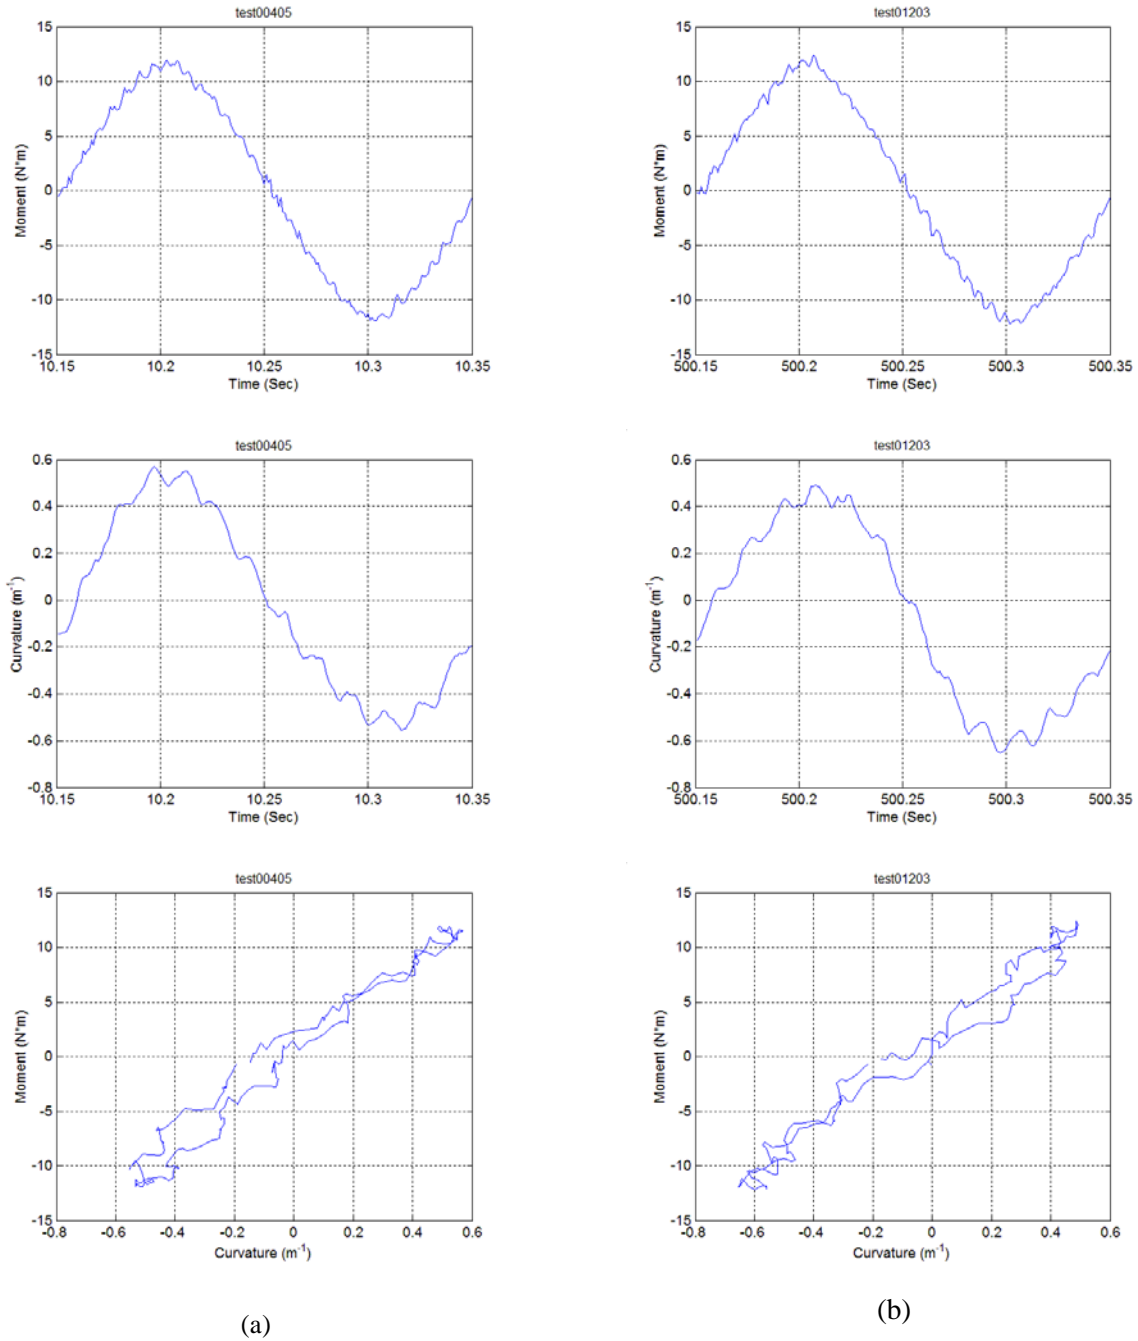 test00405
15
10
5
0
-5
-10
-15
Moment (N*m)
10.15 10.2 10.25 10.3 10.35
Time (Sec)
test01203
15
10
5
0
-5
-10
-15
Moment (N*m)
500.15 500.2 500.25 500.3 500.35
Time (Sec)
test00405
0.6
0.4
0.2
0
-0.2
-0.4
-0.6
-0.8
Curvature (m-1)
10.15 10.2 10.25 10.3 10.35
Time (Sec)
test01203
0.6
0.4
0.2
0
-0.2
-0.4
-0.6
-0.8
Curvature (m-1)
500.15 500.2 500.25 500.3 500.35
Time (Sec)
test00405
15
10
5
0
-5
-10
-15
Moment (N*m)
-0.8 -0.6 -0.4 -0.2 0 0.2 0.4 0.6
Curvature (m-1)
test01203
15
10
5
0
-5
-10
-15
Moment (N*m)
-0.8 -0.6 -0.4 -0.2 0 0.2 0.4 0.6
Curvature (m-1)
(a)
(b)